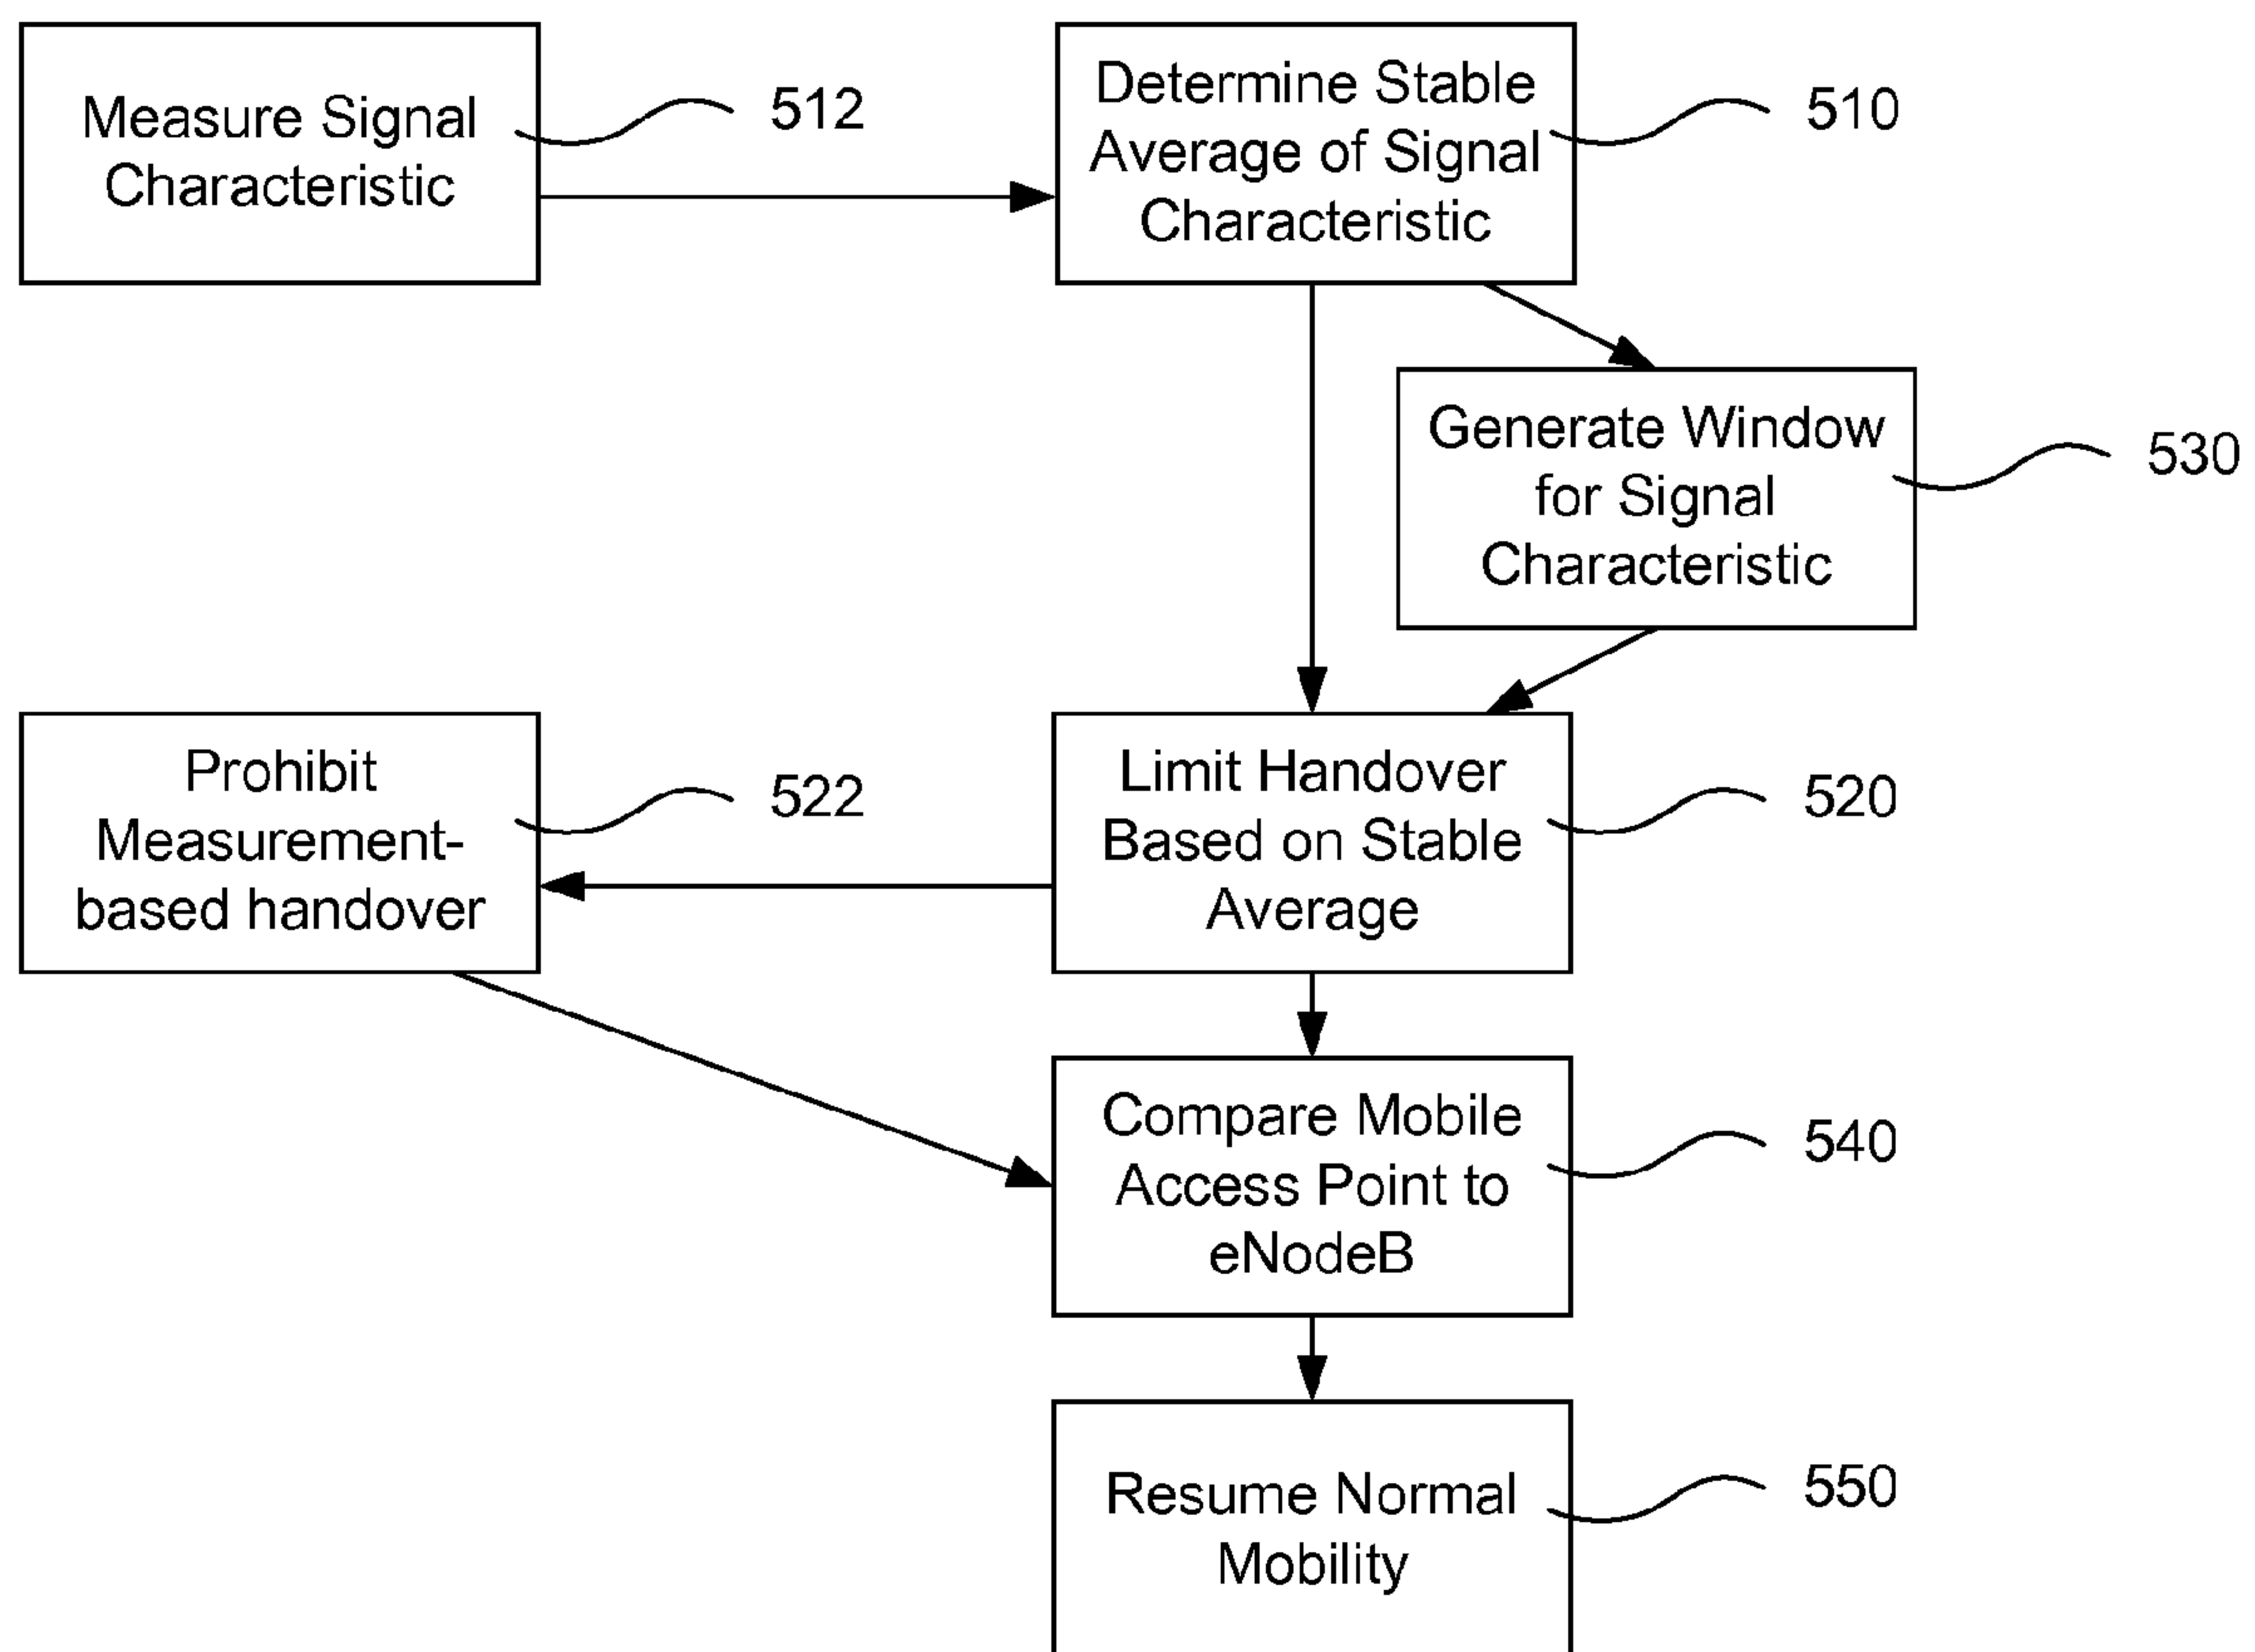 Measure Signal
Characteristic
512
Determine Stable
Average of Signal
Characteristic
510
Generate Window
for Signal
Characteristic
530
Prohibit
Measurement-
based handover
522
Limit Handover
Based on Stable
Average
520
Compare Mobile
Access Point to
eNodeB
540
Resume Normal
Mobility
550